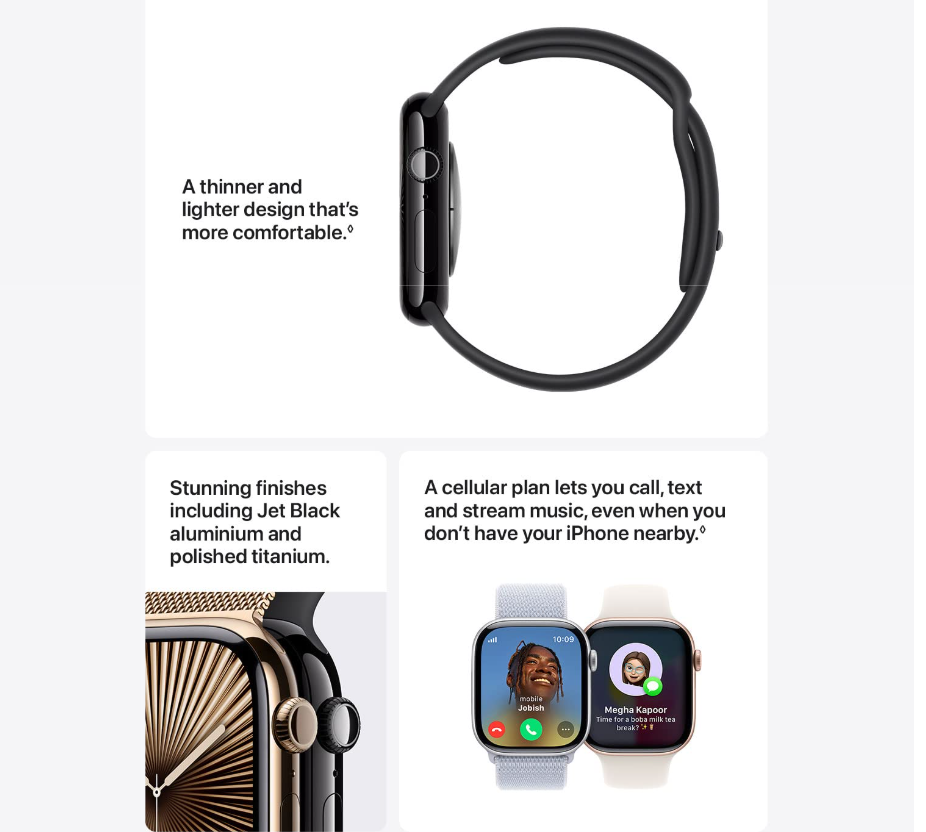 A thinner and
lighter design that’s
more comfortable.◊
Stunning finishes
including Jet Black
aluminium and
polished titanium.
A cellular plan lets you call, text
and stream music, even when you
don’t have your iPhone nearby.◊
10:09
mobile
Jobish
Megha Kapoor
Time for a boba milk tea
break? ✨🧋